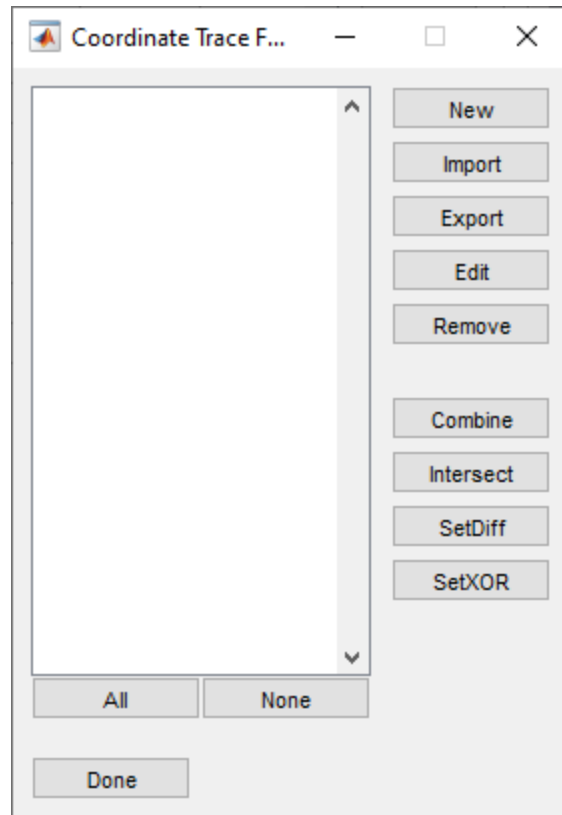 Coordinate Trace F...
New
Import
Export
Edit
Remove
Combine
Intersect
SetDiff
SetXOR
All None
Done